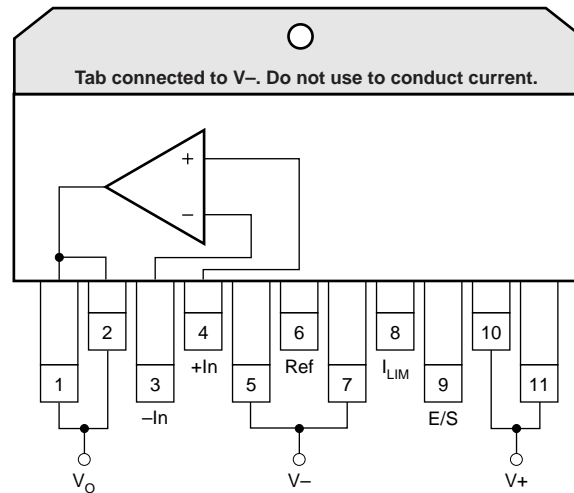 Tab connected to V–. Do not use to conduct current.
+
–
1
2
3
4
5
6
7
8
9
10
11
–In
+In
Ref
I_LIM
E/S
V_O
V–
V+